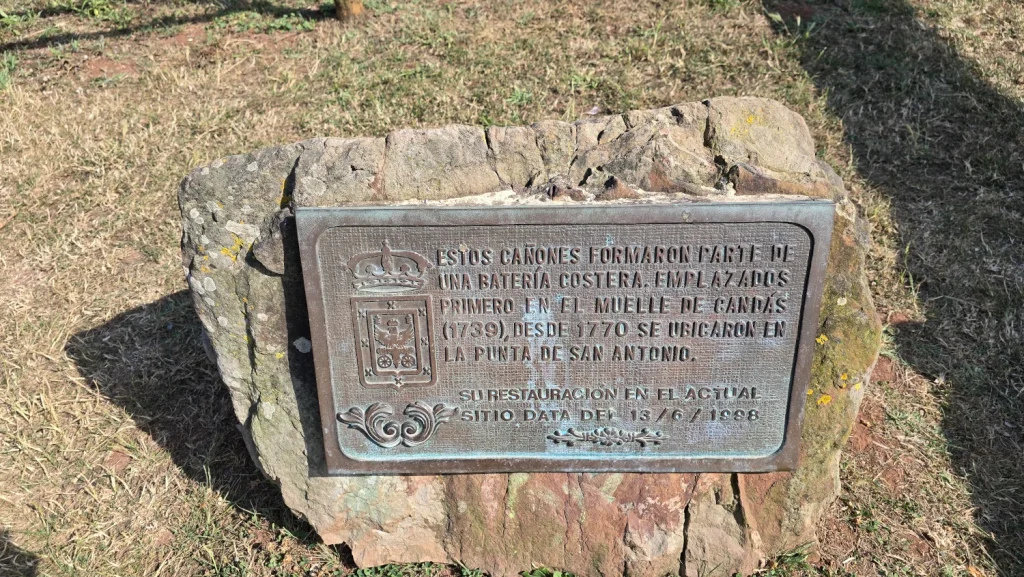 ESTOS CAÑONES FORMARON PARTE DE
UNA BATERÍA COSTERA. EMPLAZADOS
PRIMERO EN EL MUELLE DE CANDÁS
(1739), DESDE 1770 SE UBICARON EN
LA PUNTA DE SAN ANTONIO.
SU RESTAURACION EN EL ACTUAL
SITIO, DATA DEL 13/6/1988